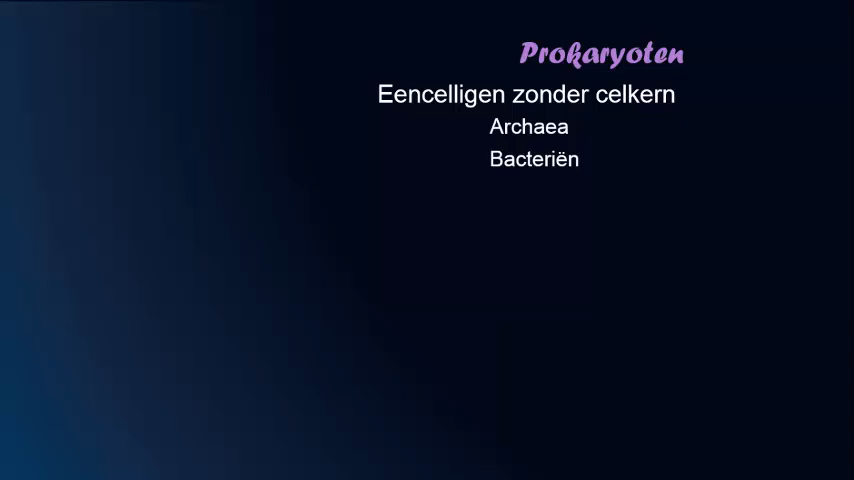 Prokaryoten
Eencelligen zonder celkern
Archaea
Bacteriën